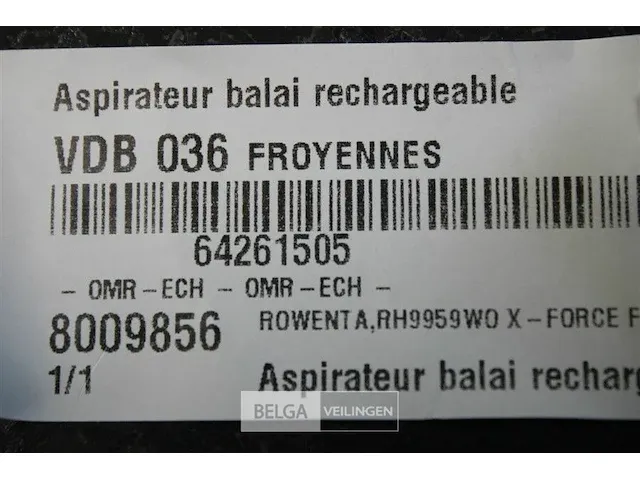 Aspirateur balai rechargeable
VDB 036 FROYENNES
64261505
- OMR-ECH - OMR-ECH -
8009856 ROWENTA,RH9959WO X-FORCE F
1/1 Aspirateur balai recharg
BELGA VEILINGEN